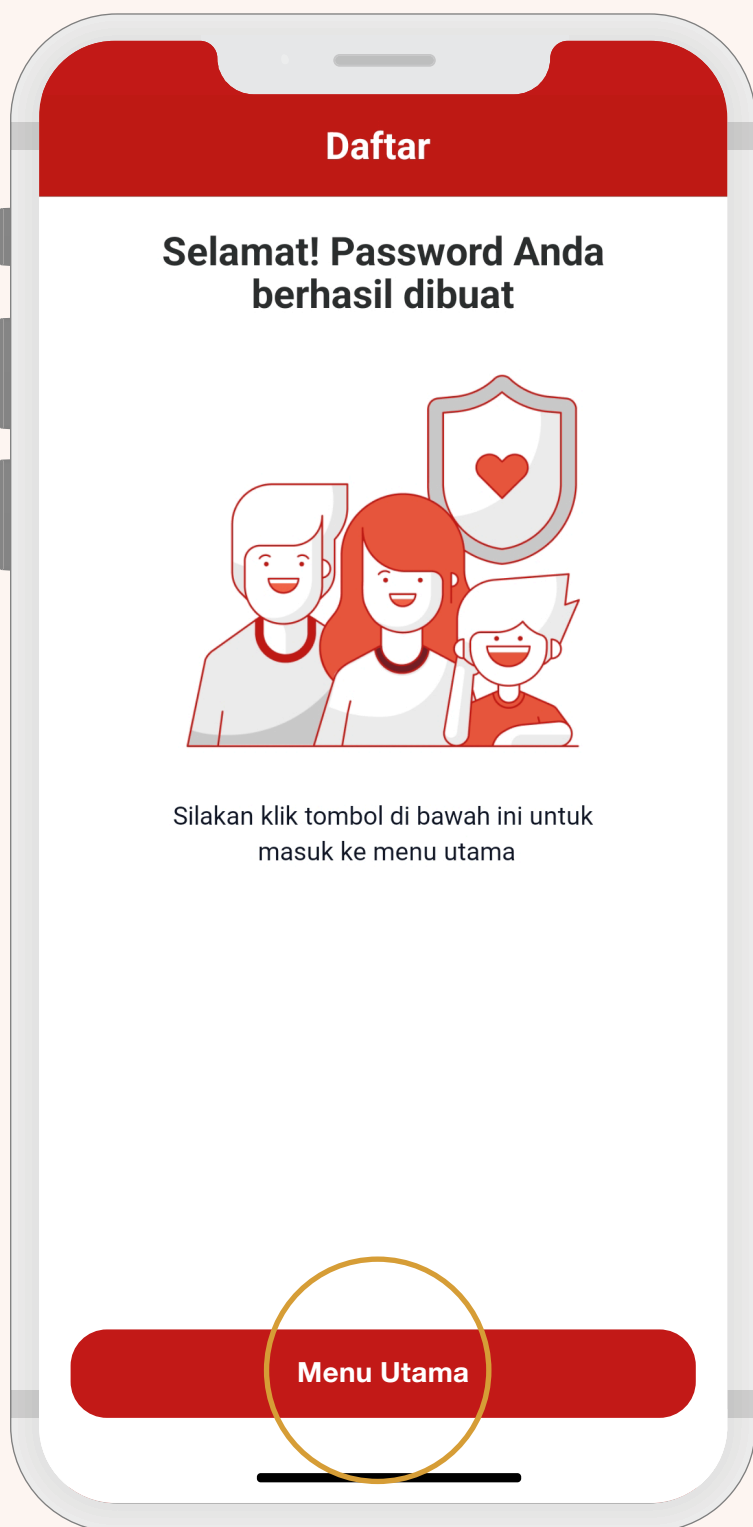 Daftar
Selamat! Password Anda
berhasil dibuat
Silakan klik tombol di bawah ini untuk
masuk ke menu utama
Menu Utama